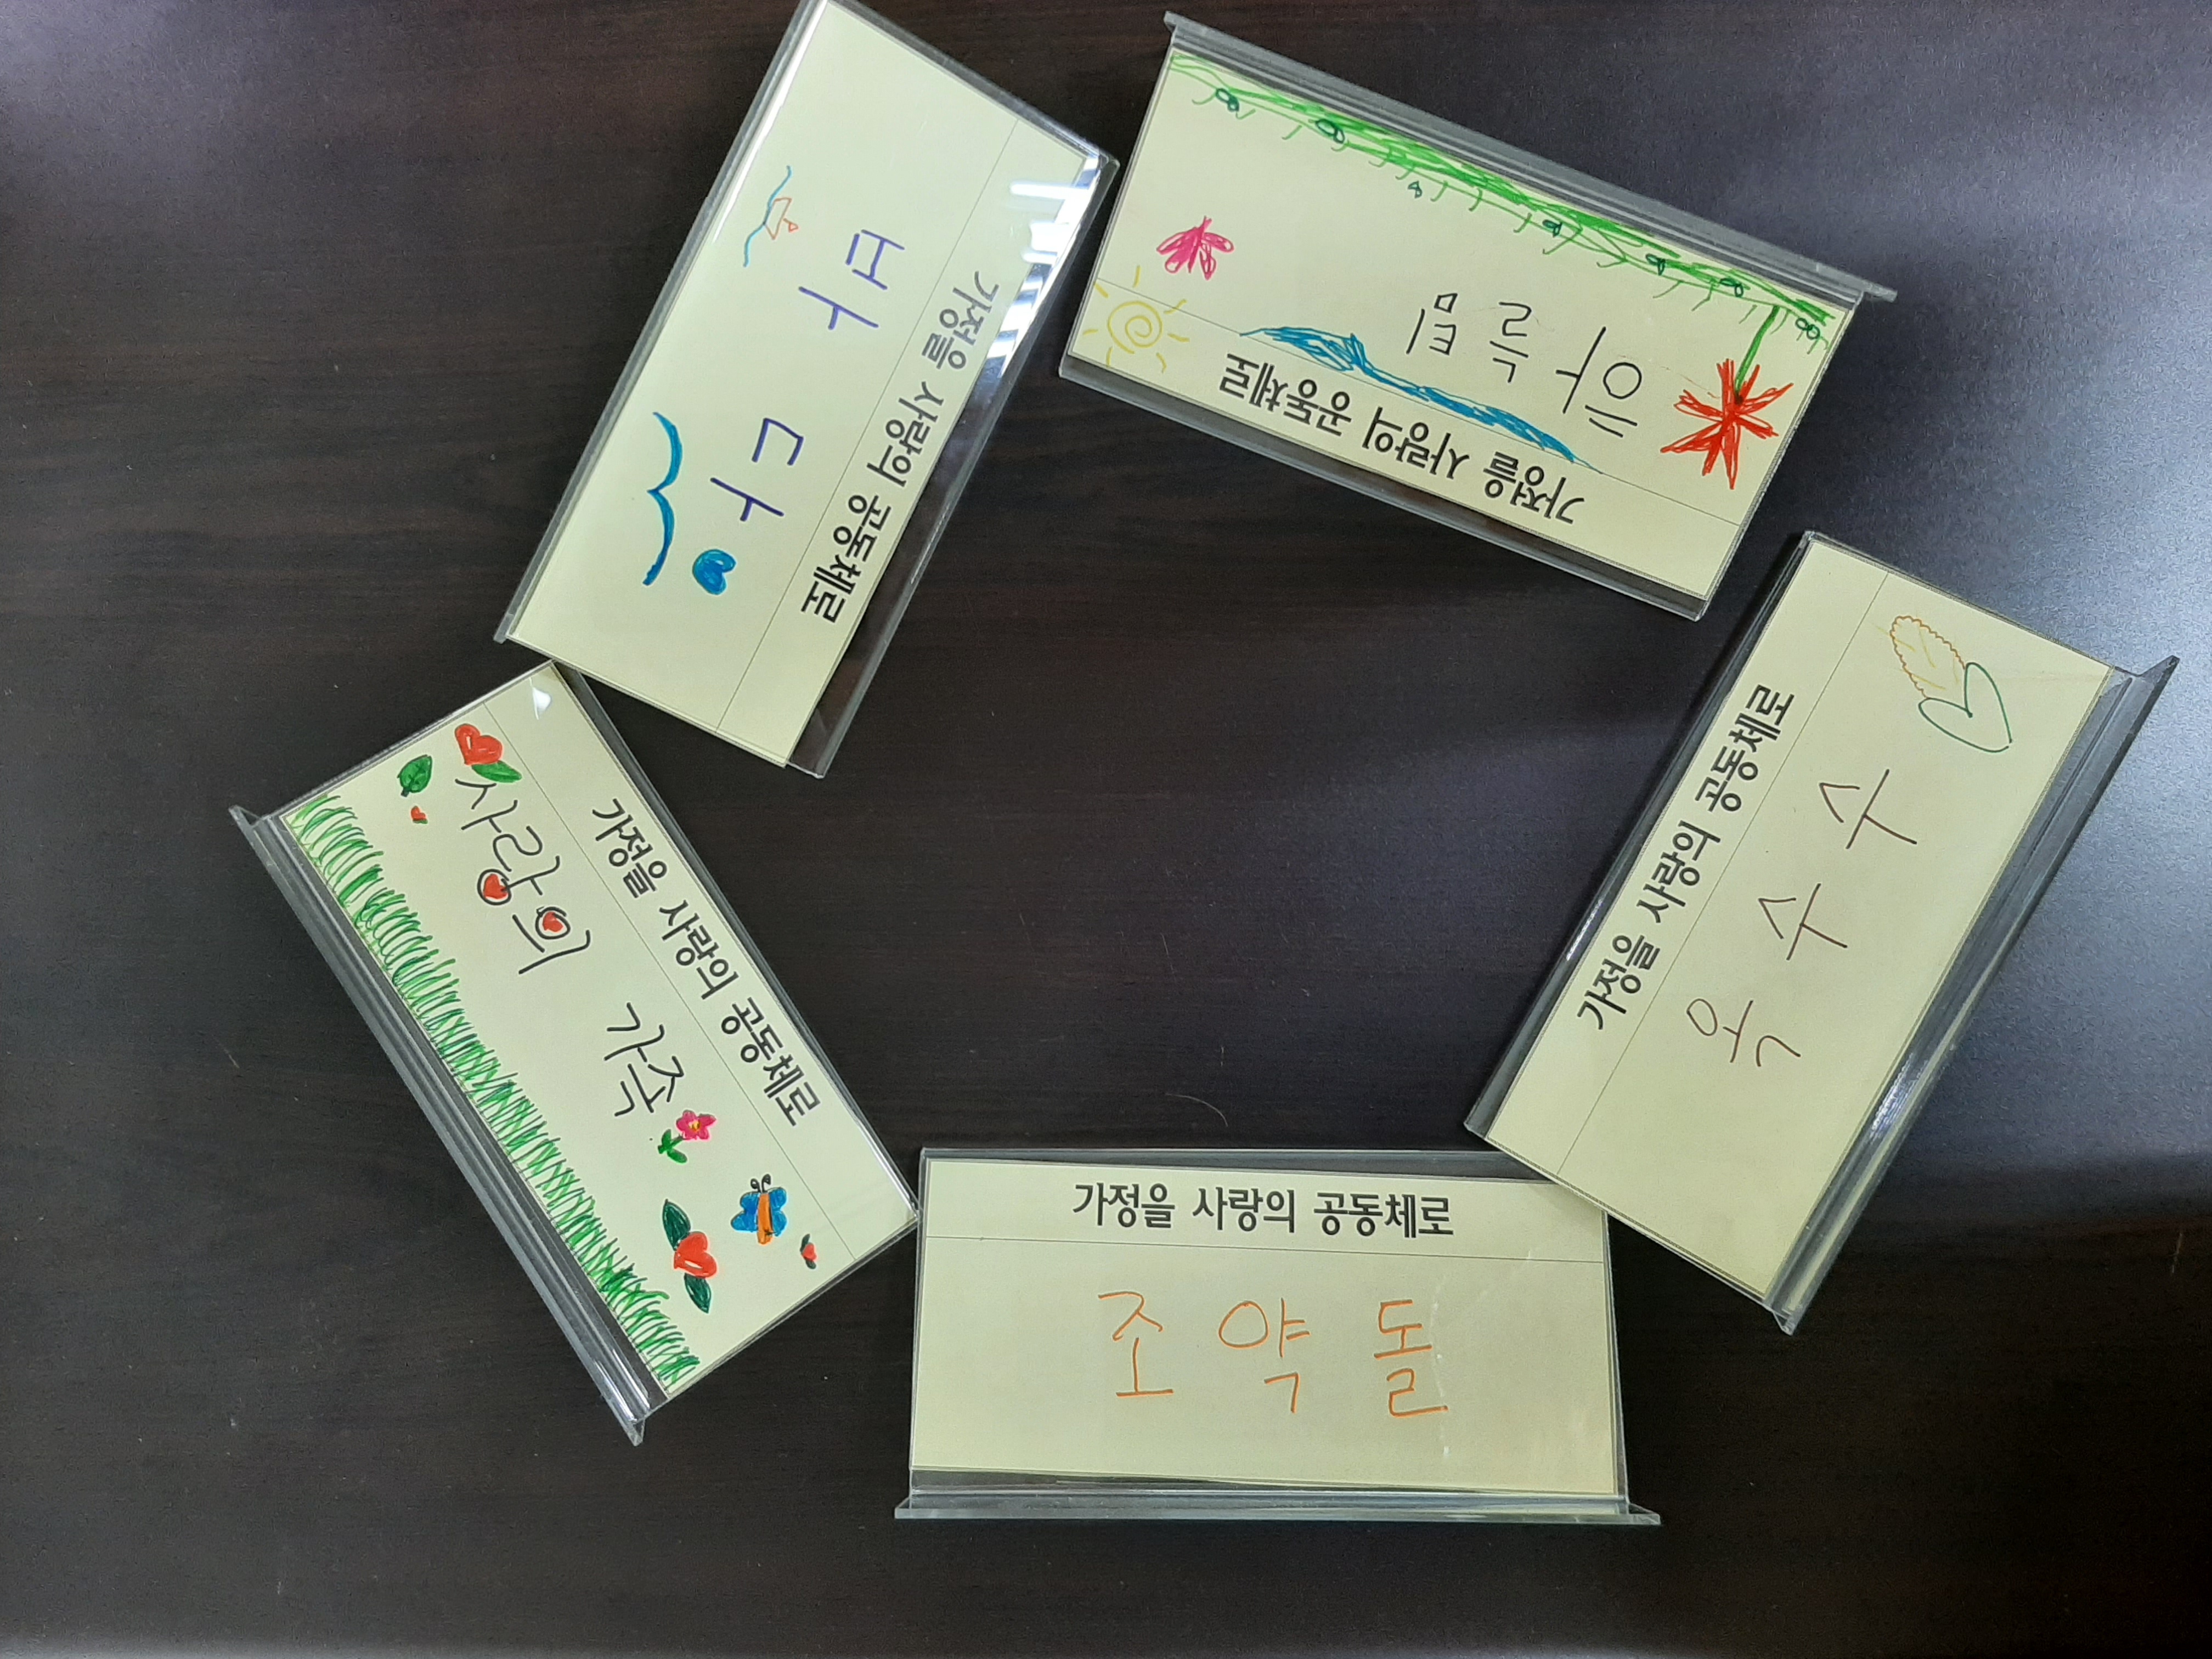 가정을 사랑의 공동체로
바다
가정을 사랑의 공동체로
하늘팀
가정을 사랑의 공동체로
옥수수
가정을 사랑의 공동체로
조약돌
가정을 사랑의 공동체로
사랑의 가족